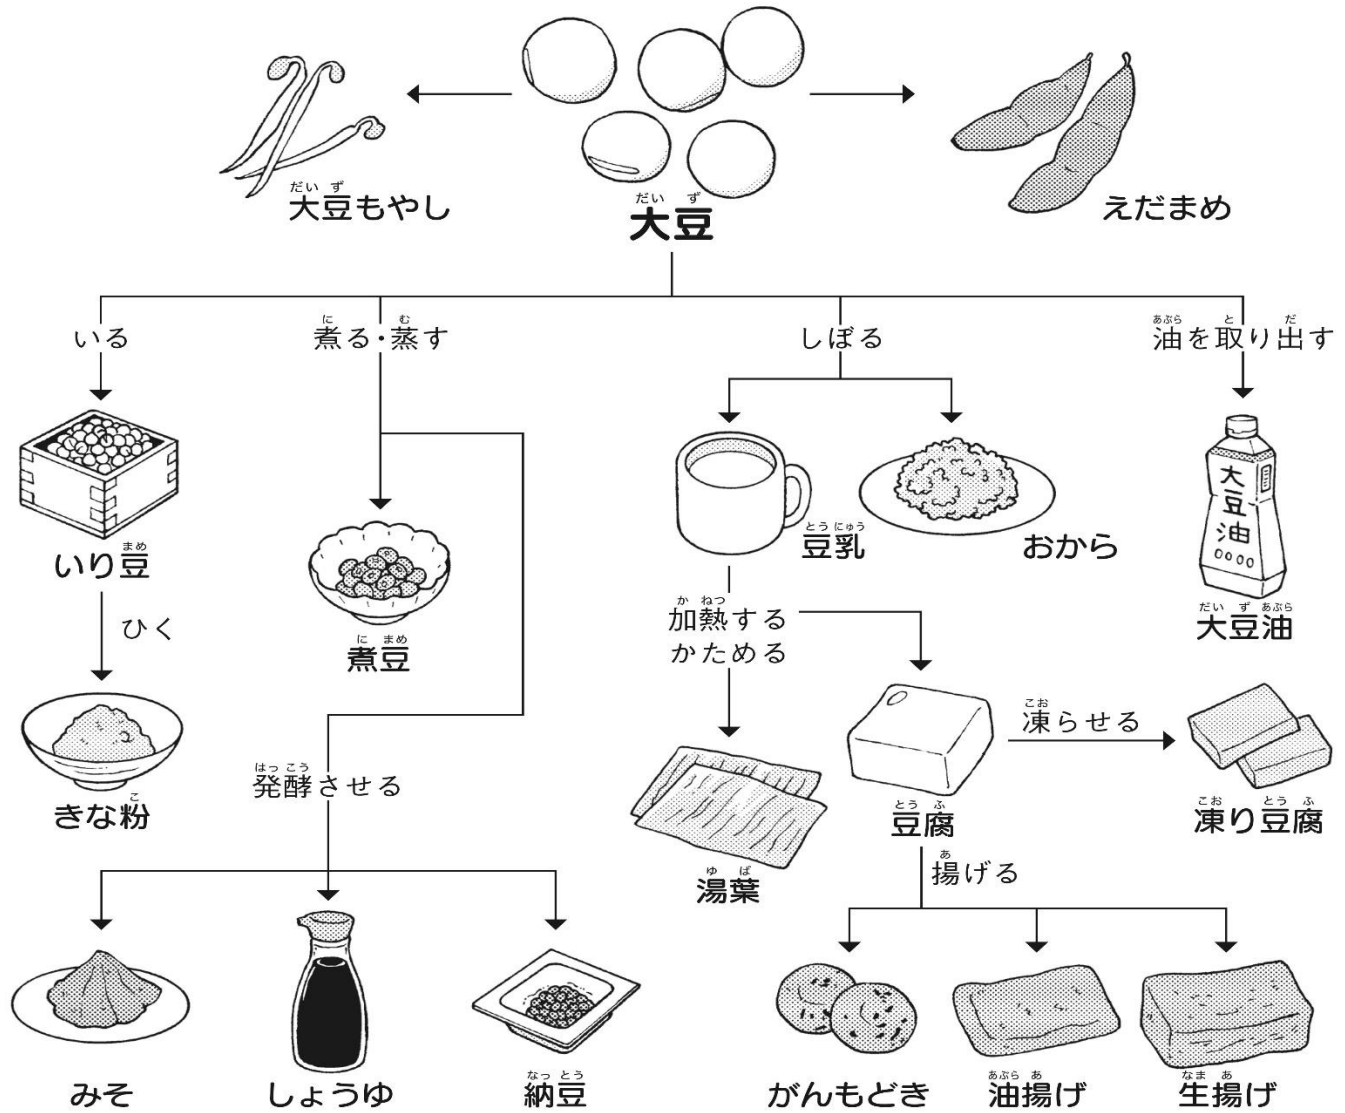 大豆もやし
大豆
えだまめ
いる
煮る・蒸す
しぼる
油を取り出す
いり豆
ひく
きな粉
煮豆
発酵させる
みそ
しょうゆ
納豆
豆乳
おから
大豆油
大豆油
加熱する
かためる
湯葉
豆腐
凍らせる
凍り豆腐
揚げる
がんもどき
油揚げ
生揚げ